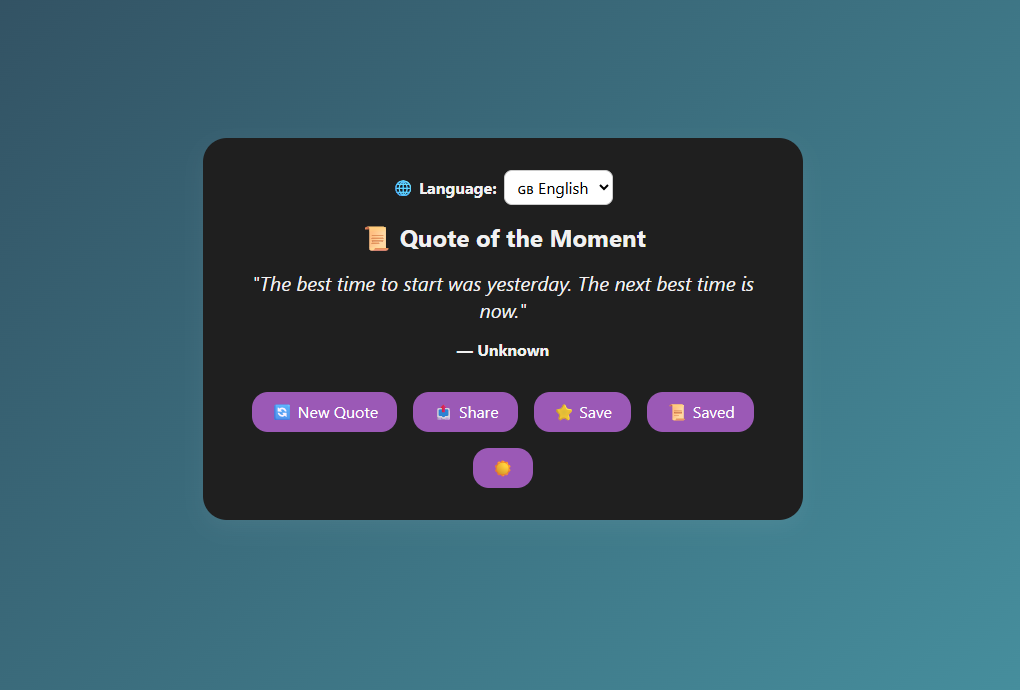 🌐 Language: GB English
📜 Quote of the Moment
"The best time to start was yesterday. The next best time is
now."
— Unknown
🔄 New Quote 📤 Share ⭐ Save 📜 Saved